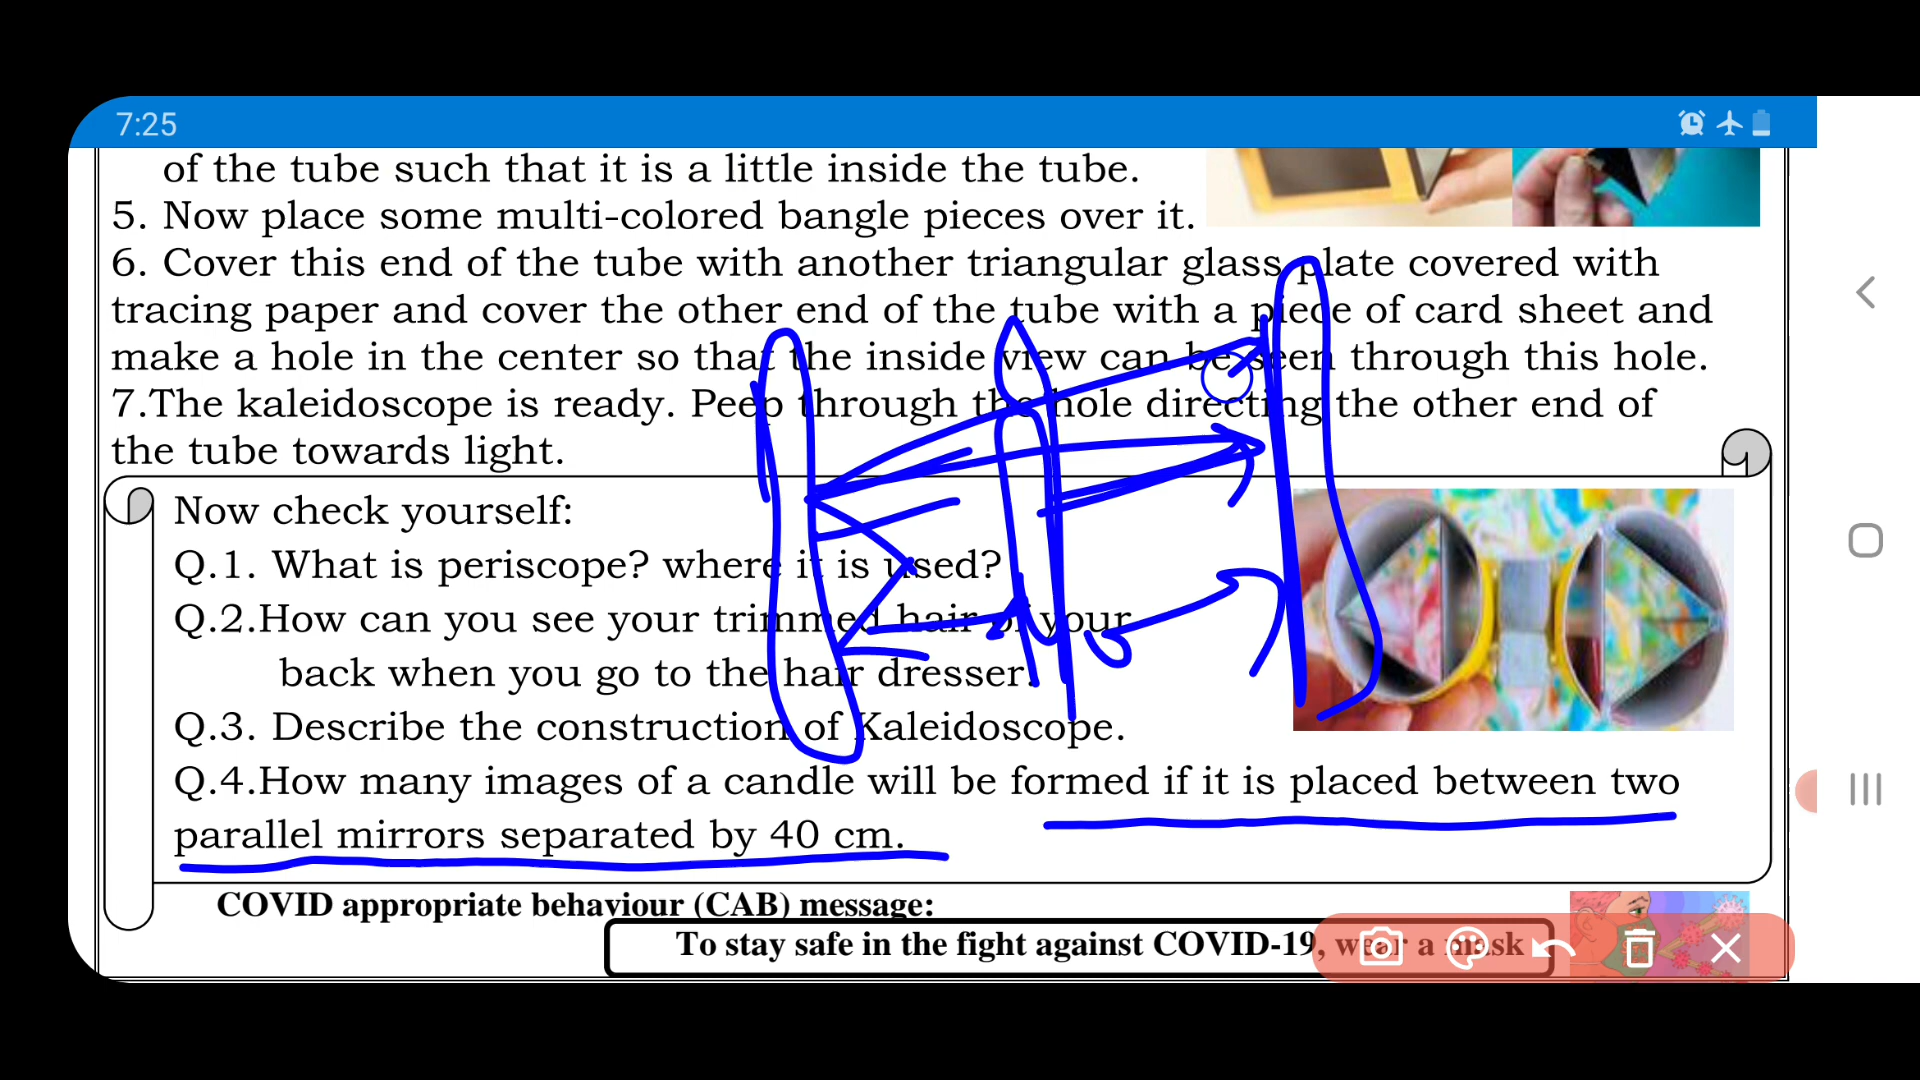 7:25
of the tube such that it is a little inside the tube.
5. Now place some multi-colored bangle pieces over it.
6. Cover this end of the tube with another triangular glass plate covered with
tracing paper and cover the other end of the tube with a piece of card sheet and
make a hole in the center so that the inside view can be seen through this hole.
7.The kaleidoscope is ready. Peep through the hole directing the other end of
the tube towards light.
Now check yourself:
Q.1. What is periscope? where it is used?
Q.2.How can you see your trimmed hair of your
back when you go to the hair dresser.
Q.3. Describe the construction of Kaleidoscope.
Q.4.How many images of a candle will be formed if it is placed between two
parallel mirrors separated by 40 cm.
COVID appropriate behaviour (CAB) message:
To stay safe in the fight against COVID-19, wear a mask